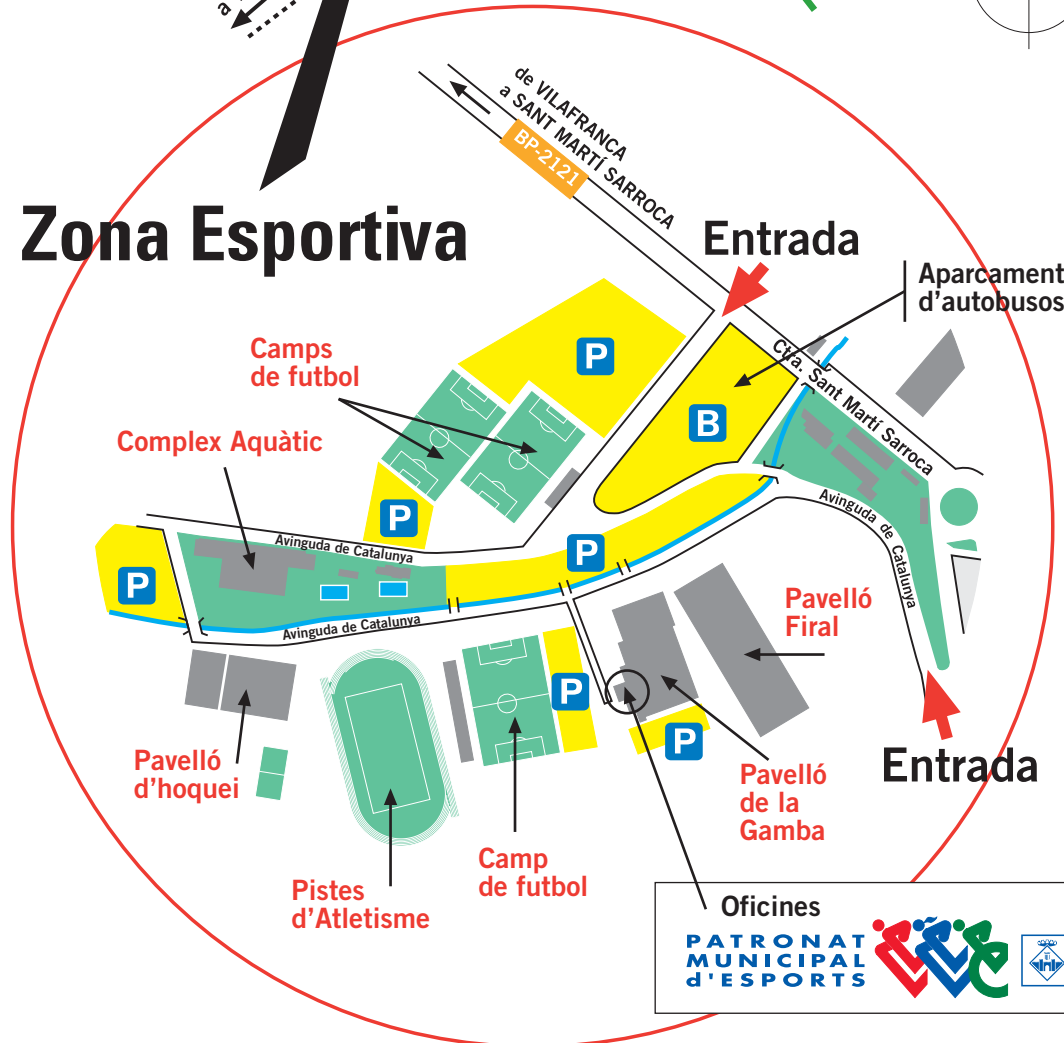 a
de VILAFRANCA
a SANT MARTÍ SARROCA
BP-2121
Zona Esportiva
Entrada
Aparcament
d'autobusos
Camps
de futbol
P
Ctra. Sant Martí Sarroca
B
Complex Aquàtic
P
Avinguda de Catalunya
Avinguda de Catalunya
P
P
Avinguda de Catalunya
Pavelló
Firal
P
P
Pavelló
d'hoquei
Entrada
Pavelló
de la
Gamba
Camp
de futbol
Pistes
d'Atletisme
Oficines
PATRONAT
MUNICIPAL
d'ESPORTS